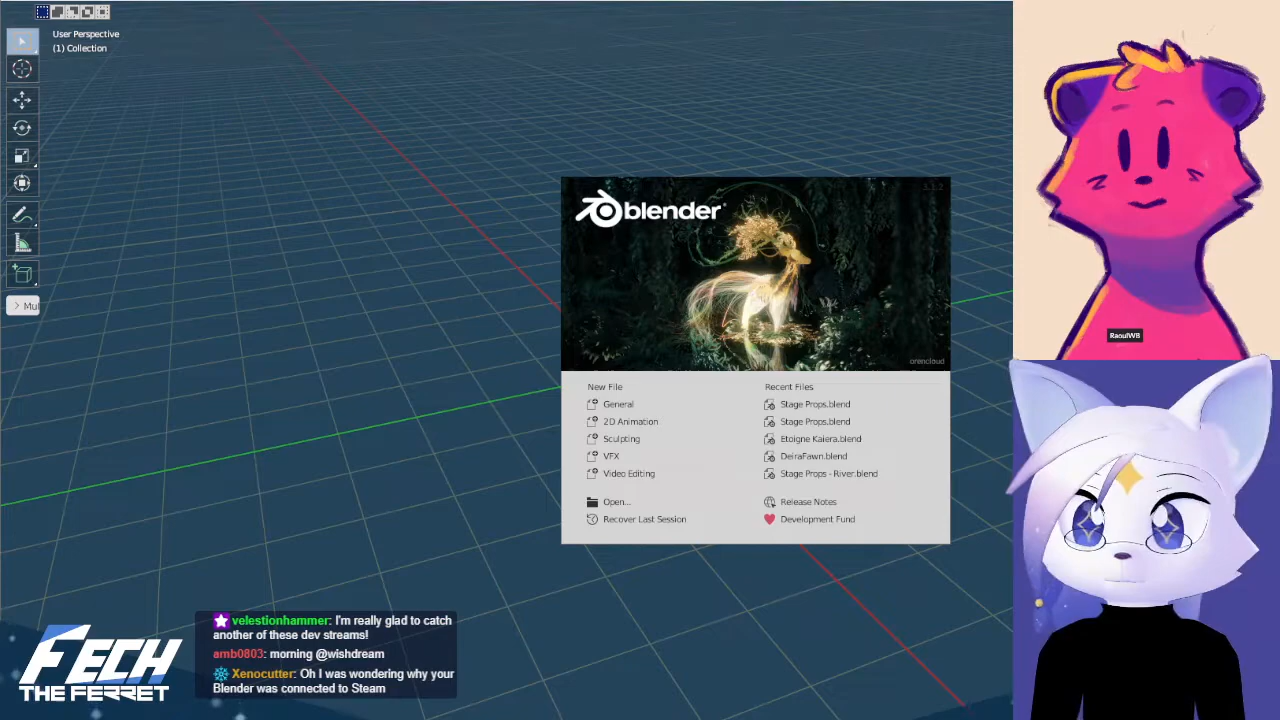 User Perspective
(1) Collection
Mul
blender
orencloud
New File
General
2D Animation
Sculpting
VFX
Video Editing
Open...
Recover Last Session
Recent Files
Stage Props.blend
Stage Props.blend
Etoigne Kaiera.blend
DeiraFawn.blend
Stage Props - River.blend
Release Notes
Development Fund
RaoulWB
velestionhammer: I'm really glad to catch
another of these dev streams!
amb0803: morning @wishdream
Xenocutter: Oh I was wondering why your
Blender was connected to Steam
FECH
THE FERRET